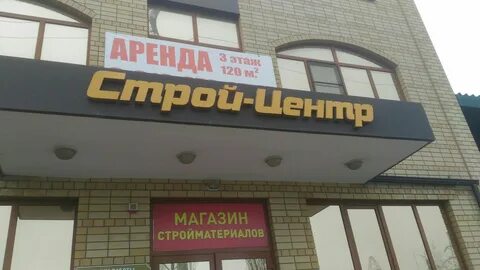 АРЕНДА
3 этаж
120 м²
Строй-Центр
МАГАЗИН
СТРОЙМАТЕРИАЛОВ